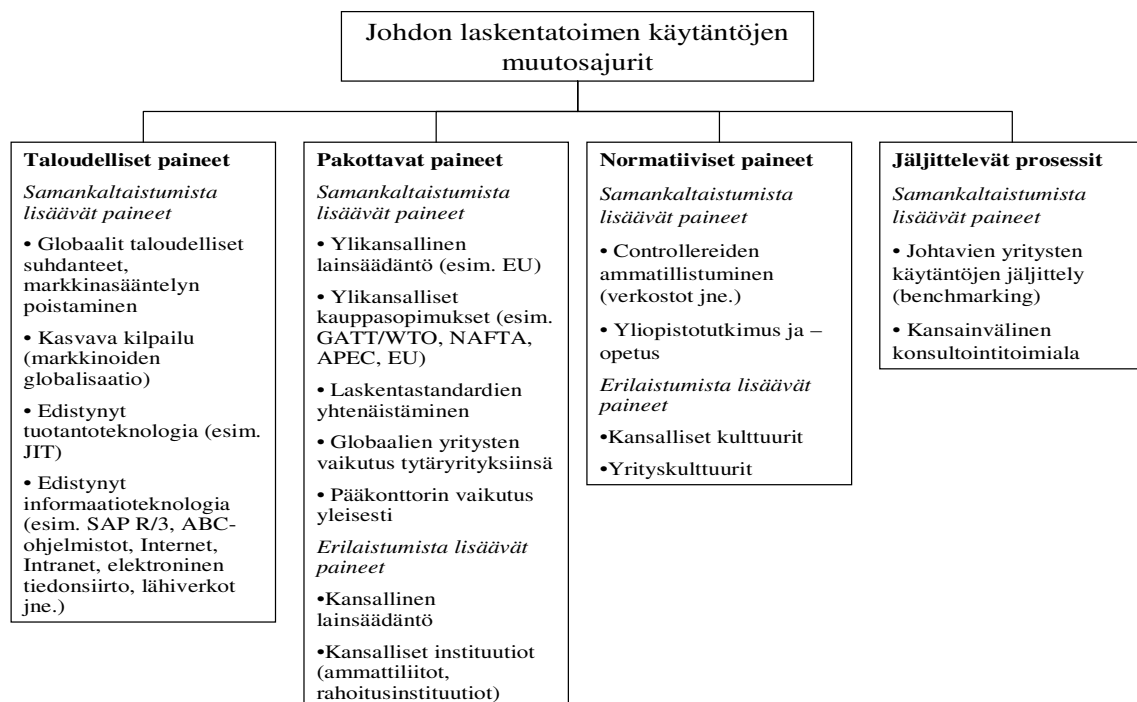 Johdon laskentatoimen käytäntöjen
muutosajurit
Taloudelliset paineet
Samankaltaistumista
lisäävät paineet
• Globaalit taloudelliset
suhdanteet,
markkinasääntelyn
poistaminen
• Kasvava kilpailu
(markkinoiden
globalisaatio)
• Edistynyt
tuotantoteknologia (esim.
JIT)
• Edistynyt
informaatioteknologia
(esim. SAP R/3, ABC-
ohjelmistot, Internet,
Intranet, elektroninen
tiedonsiirto, lähiverkot
jne.)
Pakottavat paineet
Samankaltaistumista
lisäävät paineet
• Ylikansallinen
lainsäädäntö (esim. EU)
• Ylikansalliset
kauppasopimukset (esim.
GATT/WTO, NAFTA,
APEC, EU)
• Laskentastandardien
yhtenäistäminen
• Globaalien yritysten
vaikutus tytäryrityksiinsä
• Pääkonttorin vaikutus
yleisesti
Erilaistumista lisäävät
paineet
•Kansallinen
lainsäädäntö
•Kansalliset instituutiot
(ammattiliitot,
rahoitusinstituutiot)
Normatiiviset paineet
Samankaltaistumista
lisäävät paineet
• Controllereiden
ammatillistuminen
(verkostot jne.)
• Yliopistotutkimus ja –
opetus
Erilaistumista lisäävät
paineet
•Kansalliset kulttuurit
•Yrityskulttuurit
Jäljittelevät prosessit
Samankaltaistumista
lisäävät paineet
• Johtavien yritysten
käytäntöjen jäljittely
(benchmarking)
• Kansainvälinen
konsultointitoimiala